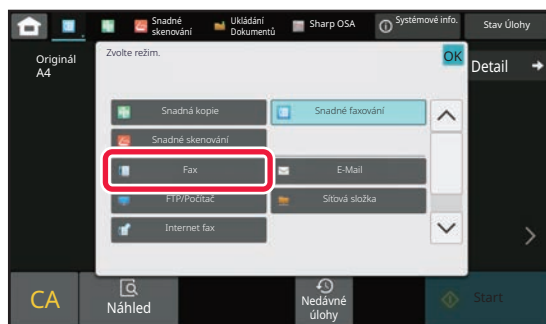 Snadné skenování
Ukládání Dokumentů
Sharp OSA
Systémové info.
Stav Úlohy
Originál
A4
Zvolte režim.
OK
Detail
Snadná kopie
Snadné faxování
Snadné skenování
Fax
E-Mail
FTP/Počítač
Síťová složka
Internet fax
CA
Náhled
Nedávné úlohy
Start